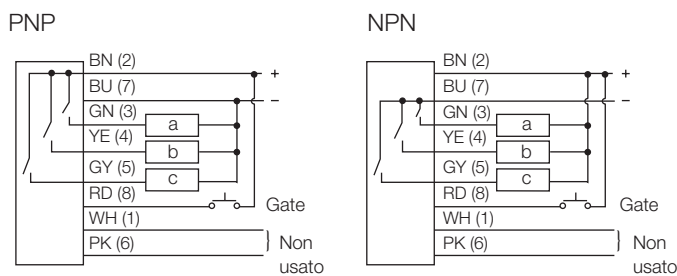 PNP
BN (2)
+
BU (7)
−
GN (3)
a
YE (4)
b
GY (5)
c
RD (8)
Gate
WH (1)
PK (6)
Non
usato
NPN
BN (2)
+
BU (7)
−
GN (3)
a
YE (4)
b
GY (5)
c
RD (8)
Gate
WH (1)
PK (6)
Non
usato